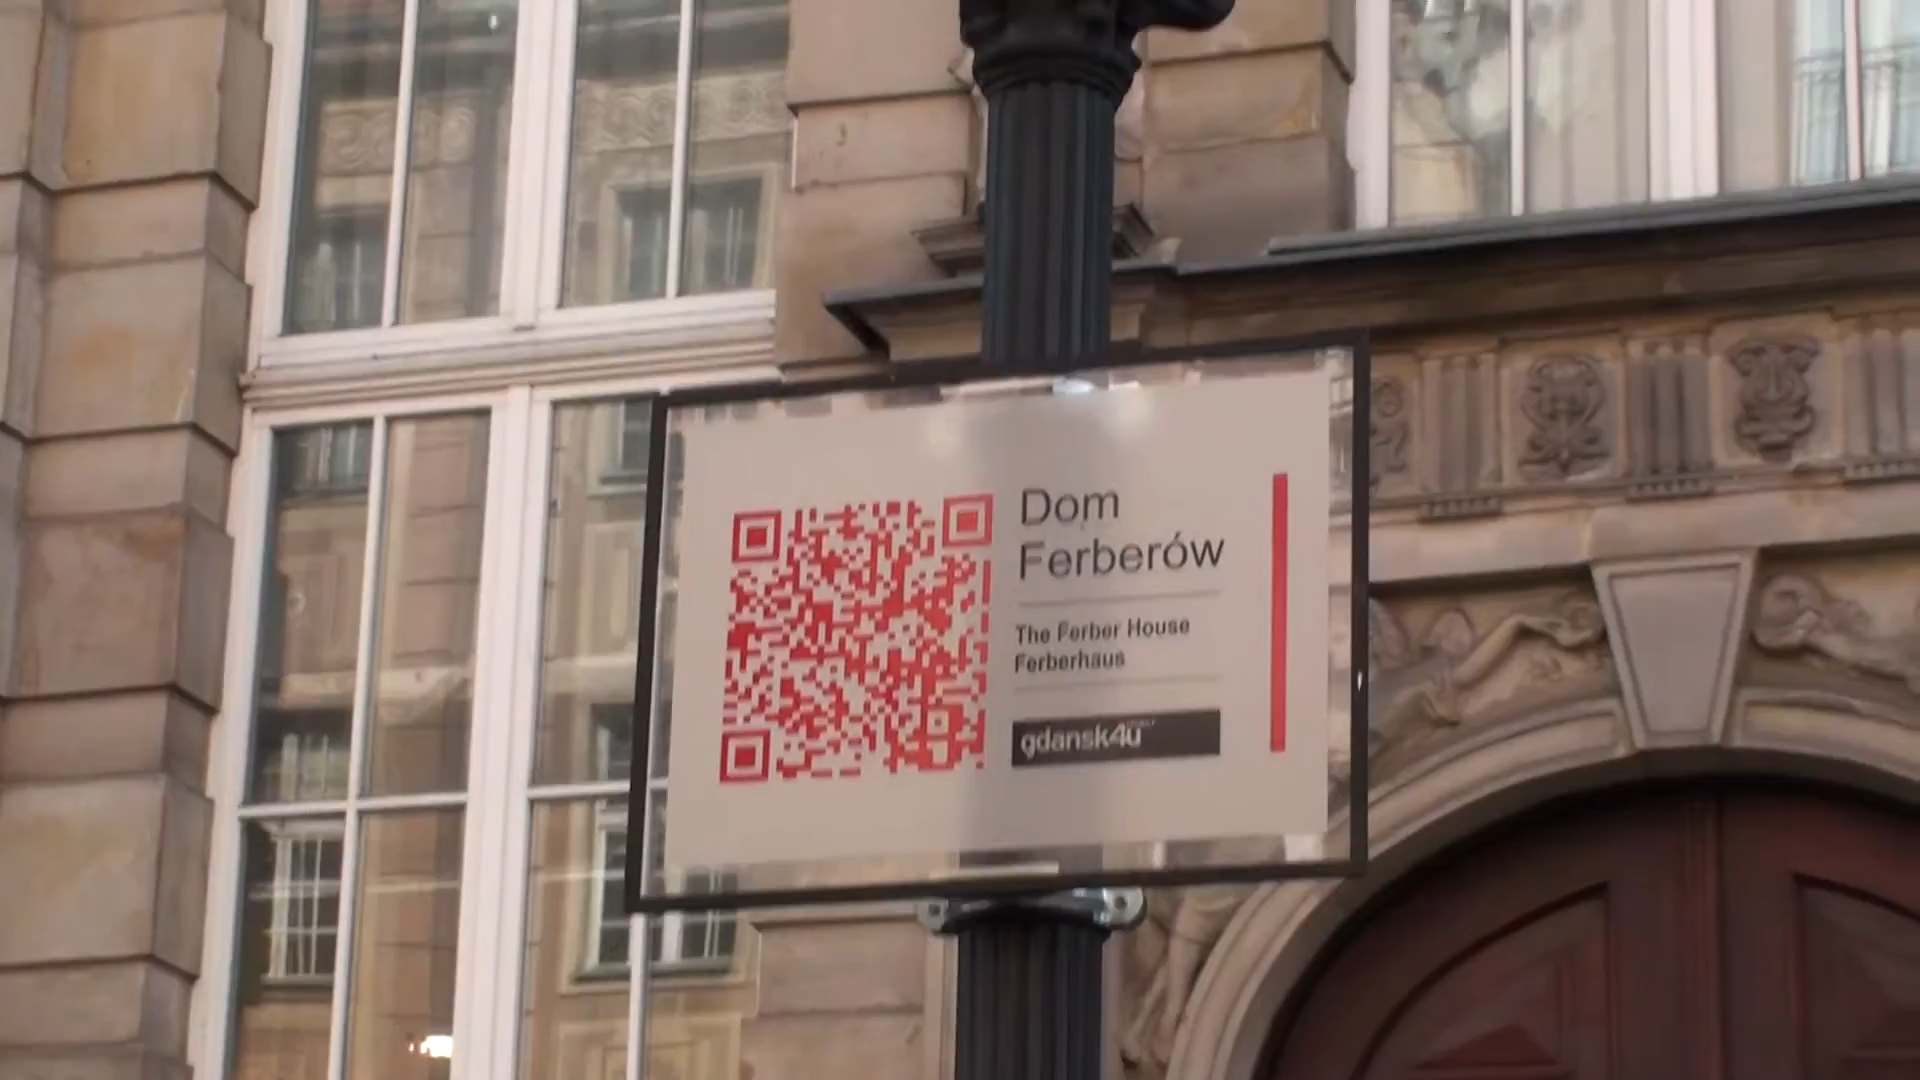 Dom
Ferberów
The Ferber House
Ferberhaus
gdansk4u